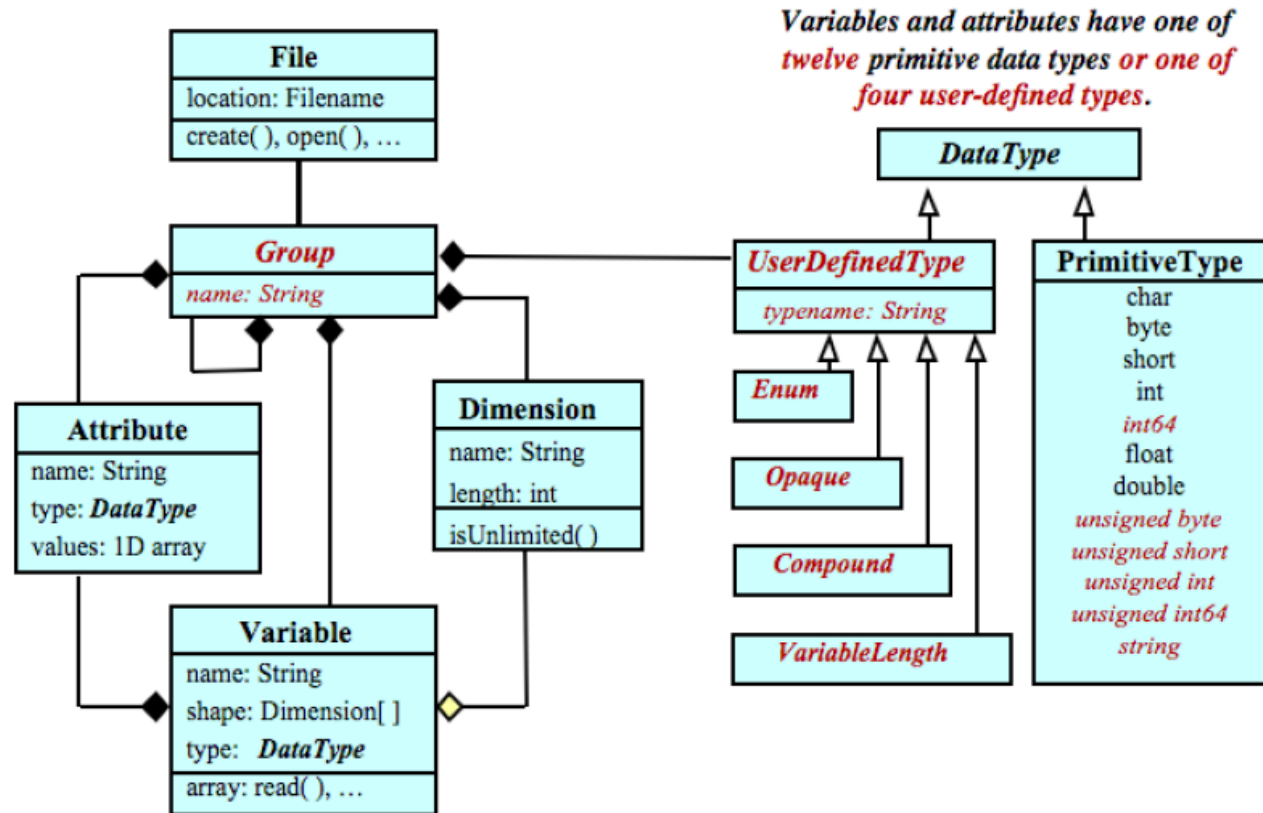 Variables and attributes have one of
twelve primitive data types or one of
four user-defined types.
File
location: Filename
create( ), open( ), …
DataType
Group
name: String
UserDefinedType
typename: String
PrimitiveType
char
byte
short
int
int64
float
double
unsigned byte
unsigned short
unsigned int
unsigned int64
string
Enum
Opaque
Compound
VariableLength
Attribute
name: String
type: DataType
values: 1D array
Dimension
name: String
length: int
isUnlimited( )
Variable
name: String
shape: Dimension[ ]
type: DataType
array: read( ), …